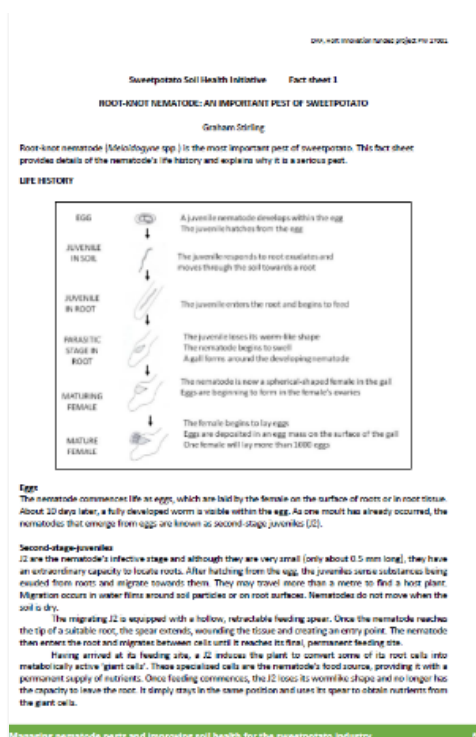 DAF, Hort Innovation funded project PW 17001
Sweetpotato Soil Health Initiative Fact sheet 1
ROOT-KNOT NEMATODE: AN IMPORTANT PEST OF SWEETPOTATO
Graham Stirling
Root-knot nematode (Meloidogyne spp.) is the most important pest of sweetpotato. This fact sheet
provides details of the nematode's life history and explains why it is a serious pest.
LIFE HISTORY
EGG
A juvenile nematode develops within the egg
The juvenile hatches from the egg
JUVENILE
IN SOIL
The juvenile responds to root exudates and
moves through the soil towards a root
JUVENILE
IN ROOT
The juvenile enters the root and begins to feed
PARASITIC
STAGE IN
ROOT
The juvenile loses its worm-like shape
The nematode begins to swell
A gall forms around the developing nematode
MATURING
FEMALE
The nematode is now a spherical-shaped female in the gall
Eggs are beginning to form in the female's ovaries
MATURE
FEMALE
The female begins to lay eggs
Eggs are deposited in an egg mass on the surface of the gall
One female will lay more than 1000 eggs
Eggs
The nematode commences life as eggs, which are laid by the female on the surface of roots or in root tissue.
About 10 days later, a fully developed worm is visible within the egg. As one moult has already occurred, the
nematodes that emerge from eggs are known as second-stage juveniles (J2).
Second-stage-juveniles
J2 are the nematode's infective stage and although they are very small (only about 0.5 mm long), they have
an extraordinary capacity to locate roots. After hatching from the egg, the juveniles sense substances being
exuded from roots and migrate towards them. They may travel more than a metre to find a host plant.
Migration occurs in water films around soil particles or on root surfaces. Nematodes do not move when the
soil is dry.
The migrating J2 is equipped with a hollow, retractable feeding spear. Once the nematode reaches
the tip of a suitable root, the spear extends, wounding the tissue and creating an entry point. The nematode
then enters the root and migrates between cells until it reaches its final, permanent feeding site.
Having arrived at its feeding site, a J2 induces the plant to convert some of its root cells into
metabolically active 'giant cells'. These specialised cells are the nematode's food source, providing it with a
permanent supply of nutrients. Once feeding commences, the J2 loses its wormlike shape and no longer has
the capacity to leave the root. It simply stays in the same position and uses its spear to obtain nutrients from
the giant cells.
Managing nematode pests and improving soil health for the sweetpotato industry